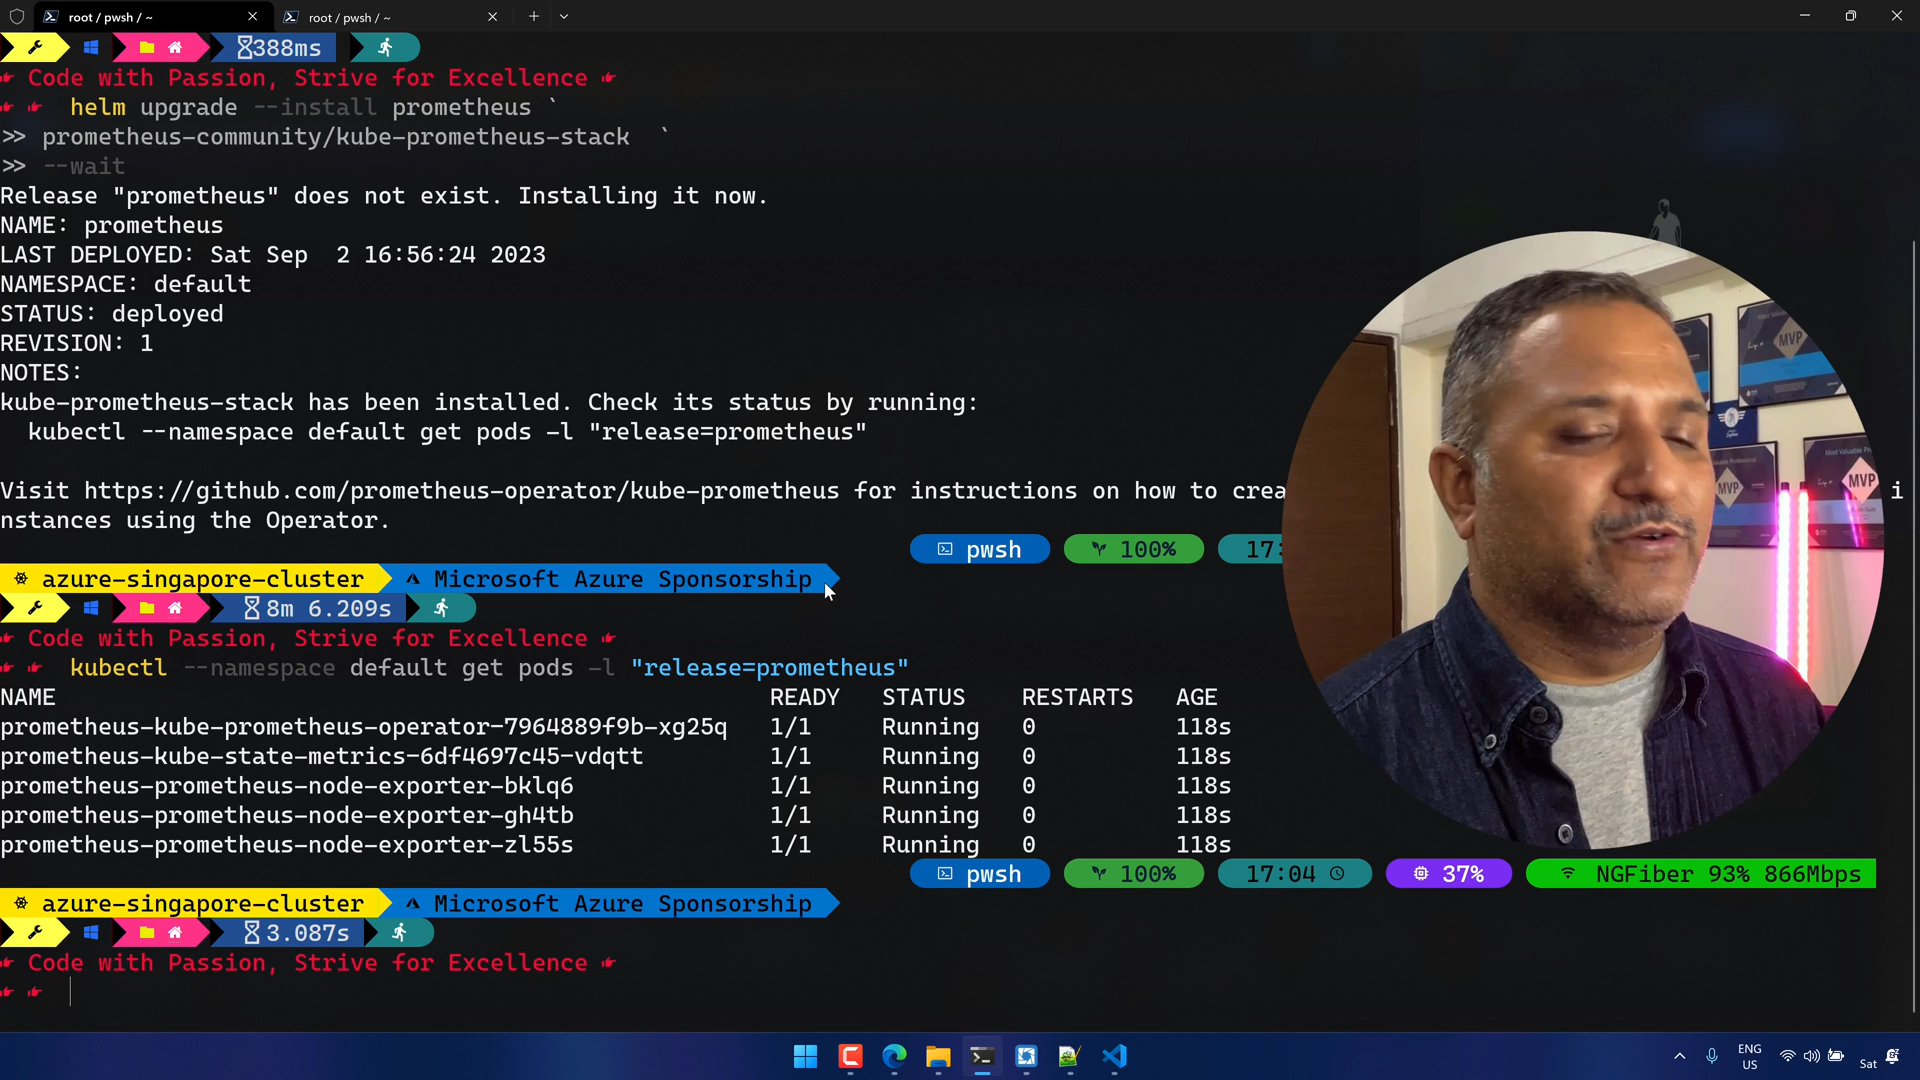 root / pwsh / ~
root / pwsh / ~
388ms
Code with Passion, Strive for Excellence
helm upgrade --install prometheus `
>> prometheus-community/kube-prometheus-stack `
>> --wait
Release "prometheus" does not exist. Installing it now.
NAME: prometheus
LAST DEPLOYED: Sat Sep  2 16:56:24 2023
NAMESPACE: default
STATUS: deployed
REVISION: 1
NOTES:
kube-prometheus-stack has been installed. Check its status by running:
kubectl --namespace default get pods -l "release=prometheus"
Visit https://github.com/prometheus-operator/kube-prometheus for instructions on how to crea i
nstances using the Operator.
pwsh 100% 17:
azure-singapore-cluster Microsoft Azure Sponsorship
8m 6.209s
Code with Passion, Strive for Excellence
kubectl --namespace default get pods -l "release=prometheus"
NAME READY STATUS RESTARTS AGE
prometheus-kube-prometheus-operator-7964889f9b-xg25q 1/1 Running 0 118s
prometheus-kube-state-metrics-6df4697c45-vdqtt 1/1 Running 0 118s
prometheus-prometheus-node-exporter-bklq6 1/1 Running 0 118s
prometheus-prometheus-node-exporter-gh4tb 1/1 Running 0 118s
prometheus-prometheus-node-exporter-zl55s 1/1 Running 0 118s
pwsh 100% 17:04 37% NGFiber 93% 866Mbps
azure-singapore-cluster Microsoft Azure Sponsorship
3.087s
Code with Passion, Strive for Excellence
MVP
MVP
MVP
ENG
US
Sat